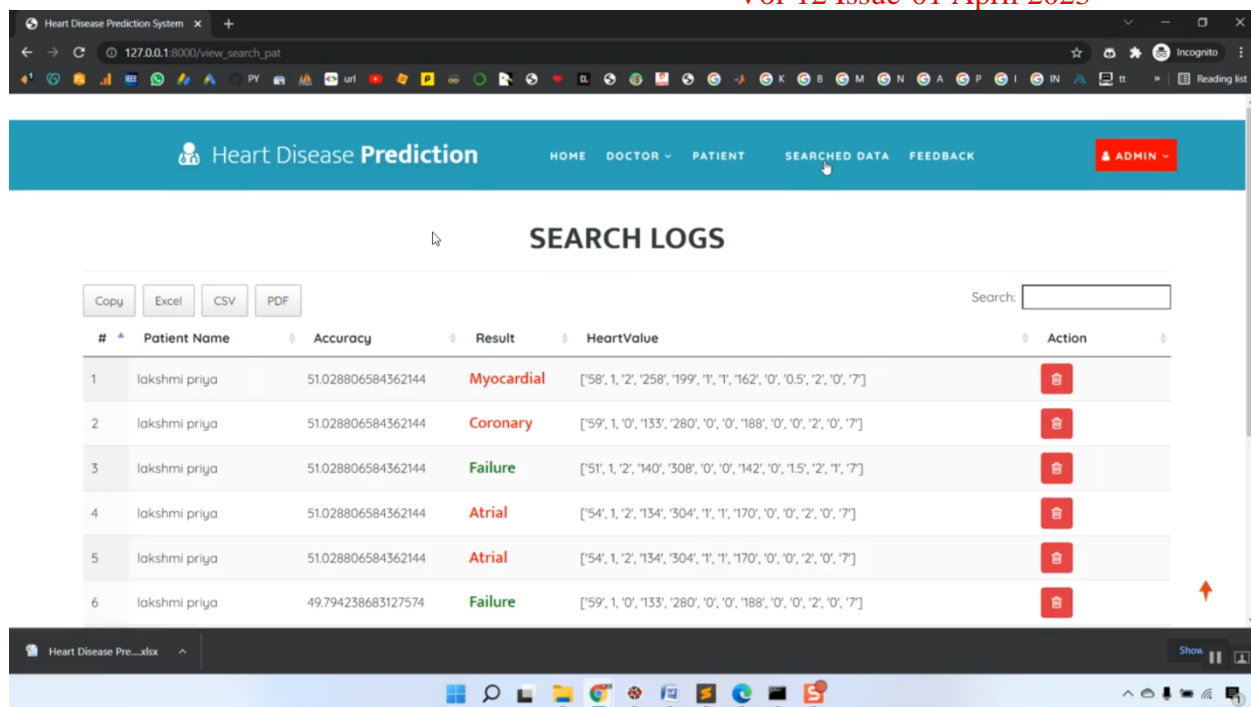 Vol 12 Issue 01 April 2023
Heart Disease Prediction System
127.0.0.1:8000/view_search_pat
Incognito
PY url P CL K B M N A P I IN tt » Reading list
Heart Disease Prediction HOME DOCTOR PATIENT SEARCHED DATA FEEDBACK ADMIN
SEARCH LOGS
Copy Excel CSV PDF Search:
# Patient Name Accuracy Result HeartValue Action
1 lakshmi priya 51.028806584362144 Myocardial ['58', 1, '2', '258', '199', '1', '1', '162', '0', '0.5', '2', '0', '7']
2 lakshmi priya 51.028806584362144 Coronary ['59', 1, '0', '133', '280', '0', '0', '188', '0', '0', '2', '0', '7']
3 lakshmi priya 51.028806584362144 Failure ['51', 1, '2', '140', '308', '0', '0', '142', '0', '1.5', '2', '1', '7']
4 lakshmi priya 51.028806584362144 Atrial ['54', 1, '2', '134', '304', '1', '1', '170', '0', '0', '2', '0', '7']
5 lakshmi priya 51.028806584362144 Atrial ['54', 1, '2', '134', '304', '1', '1', '170', '0', '0', '2', '0', '7']
6 lakshmi priya 49.794238683127574 Failure ['59', 1, '0', '133', '280', '0', '0', '188', '0', '0', '2', '0', '7']
Heart Disease Pre....xlsx Show